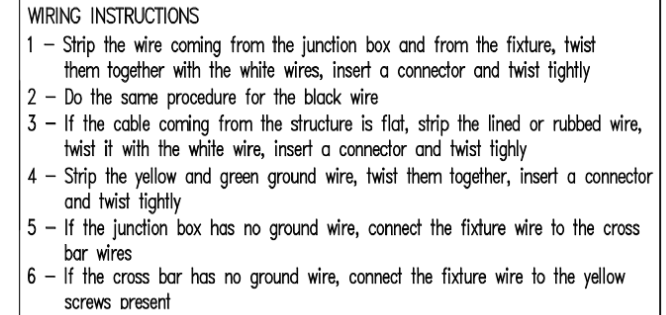 WIRING INSTRUCTIONS
1 - Strip the wire coming from the junction box and from the fixture, twist
them together with the white wires, insert a connector and twist tightly
2 - Do the same procedure for the black wire
3 - If the cable coming from the structure is flat, strip the lined or rubbed wire,
twist it with the white wire, insert a connector and twist tighly
4 - Strip the yellow and green ground wire, twist them together, insert a connector
and twist tightly
5 - If the junction box has no ground wire, connect the fixture wire to the cross
bar wires
6 - If the cross bar has no ground wire, connect the fixture wire to the yellow
screws present